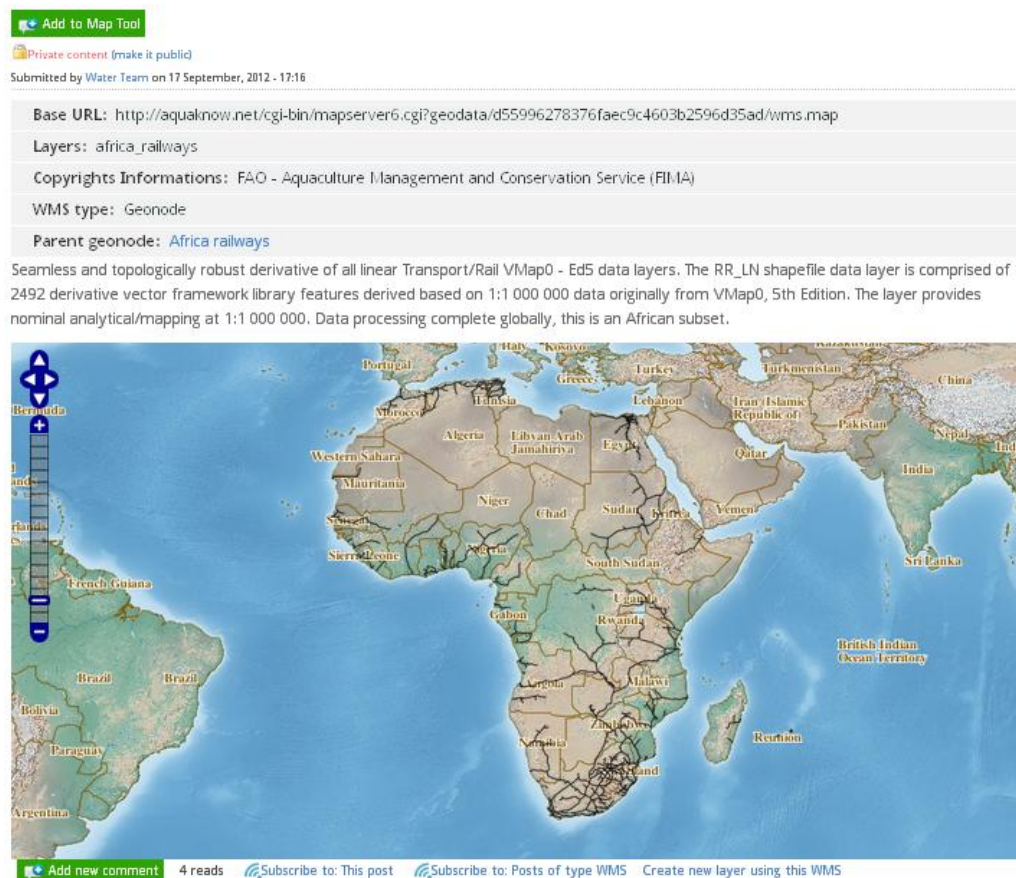 Add to Map Tool
Private content (make it public)
Submitted by Water Team on 17 September, 2012 - 17:16
Base URL: http://aquaknow.net/cgi-bin/mapserver6.cgi?geodata/d55996278376faec9c4603b2596d35ad/wms.map
Layers: africa_railways
Copyrights Informations: FAO - Aquaculture Management and Conservation Service (FIMA)
WMS type: Geonode
Parent geonode: Africa railways
Seamless and topologically robust derivative of all linear Transport/Rail VMap0 - Ed5 data layers. The RR_LN shapefile data layer is comprised of
2492 derivative vector framework library features derived based on 1:1 000 000 data originally from VMap0, 5th Edition. The layer provides
nominal analytical/mapping at 1:1 000 000. Data processing complete globally, this is an African subset.
Italy Kosovo
Portugal Greece Turkey Turkmenistan China
Bermuda Morocco Tunisia Lebanon Iran (Islamic
Republic of)
Pakistan Nepal
Algeria Libyan Arab
Jamahiriya Egypt Qatar
Western Sahara India
Mauritania
Niger Chad Sudan Eritrea Yemen
Senegal
Sierra Leone Nigeria South Sudan Sri Lanka
French Guiana Uganda
Gabon Rwanda
British Indian
Ocean Territory
Brazil Brazil Angola Malawi
Bolivia
Zimbabwe
Paraguay Namibia Reunion
land
Argentina
Add new comment 4 reads Subscribe to: This post Subscribe to: Posts of type WMS Create new layer using this WMS